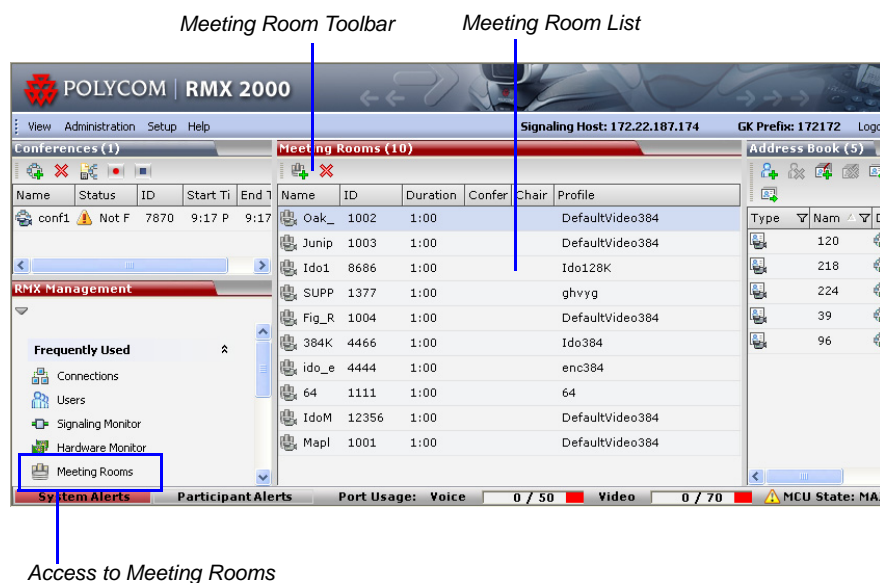 Meeting Room Toolbar
Meeting Room List
POLYCOM | RMX 2000
View Administration Setup Help
Signaling Host: 172.22.187.174 GK Prefix: 172172
Conferences (1)
Name Status ID Start Ti End
conf1 Not F 7870 9:17 P 9:17
RMX Management
Frequently Used
Connections
Users
Signaling Monitor
Hardware Monitor
Meeting Rooms
Meeting Rooms (10)
Name ID Duration Confer Chair Profile
Oak_ 1002 1:00 DefaultVideo384
Junip 1003 1:00 DefaultVideo384
Ido1 8686 1:00 Ido128K
SUPP 1377 1:00 ghvyg
Fig_R 1004 1:00 DefaultVideo384
384K 4466 1:00 Ido384
ido_e 4444 1:00 enc384
64 1111 1:00 64
IdoM 12356 1:00 DefaultVideo384
Mapl 1001 1:00 DefaultVideo384
Address Book (5)
Type Nam
120
218
224
39
96
System Alerts Participant Alerts Port Usage: Voice 0 / 50 Video 0 / 70 MCU State: MA
Access to Meeting Rooms